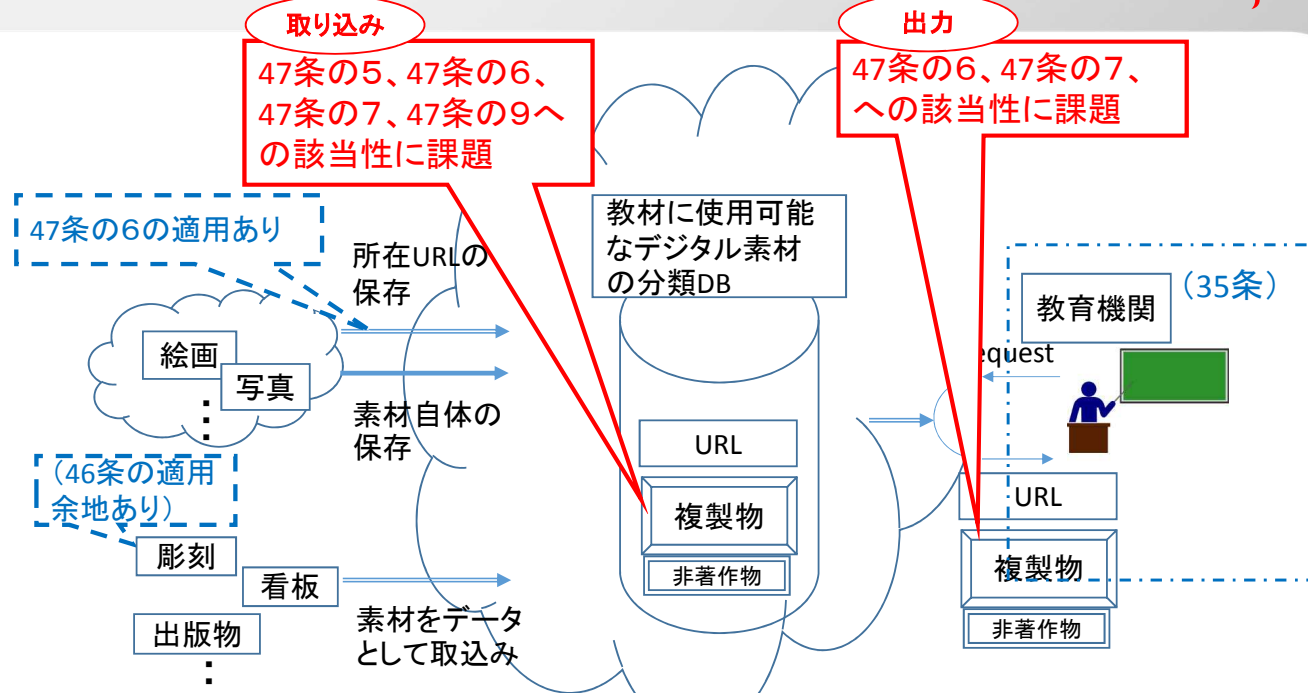 取り込み
47条の5、47条の6、
47条の7、47条の9へ
の該当性に課題
出力
47条の6、47条の7、
への該当性に課題
47条の6の適用あり
所在URLの
保存
絵画
写真
素材自体の
保存
(46条の適用
余地あり)
彫刻
看板
出版物
素材をデータ
として取込み
教材に使用可能
なデジタル素材
の分類DB
URL
複製物
非著作物
(35条)
教育機関
equest
URL
複製物
非著作物